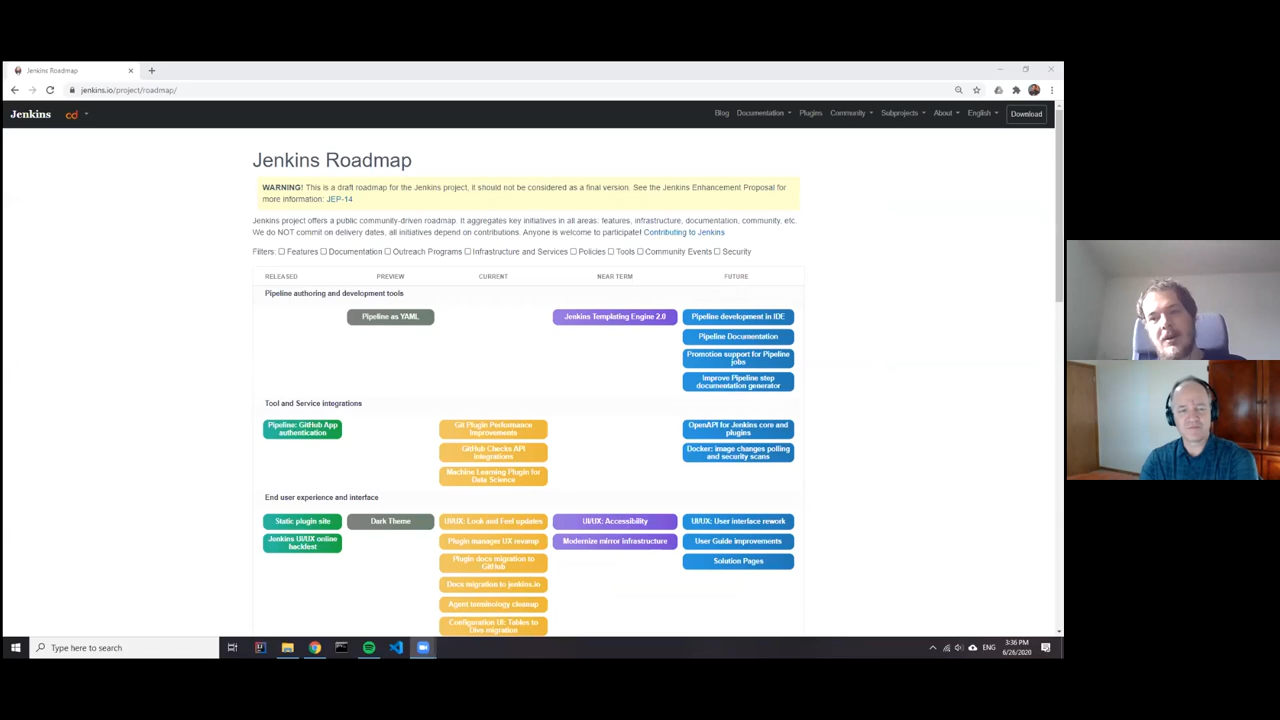 Jenkins Roadmap
jenkins.io/project/roadmap/
Jenkins cd Blog Documentation Plugins Community Subprojects About English Download
Jenkins Roadmap
WARNING! This is a draft roadmap for the Jenkins project, it should not be considered as a final version. See the Jenkins Enhancement Proposal for
more information: JEP-14
Jenkins project offers a public community-driven roadmap. It aggregates key initiatives in all areas: features, infrastructure, documentation, community, etc.
We do NOT commit on delivery dates, all initiatives depend on contributions. Anyone is welcome to participate! Contributing to Jenkins
Filters: Features Documentation Outreach Programs Infrastructure and Services Policies Tools Community Events Security
RELEASED PREVIEW CURRENT NEAR TERM FUTURE
Pipeline authoring and development tools
Pipeline as YAML
Jenkins Templating Engine 2.0
Pipeline development in IDE
Pipeline Documentation
Promotion support for Pipeline
jobs
Improve Pipeline step
documentation generator
Tool and Service integrations
Pipeline: GitHub App
authentication
Git Plugin Performance
Improvements
GitHub Checks API
integrations
Machine Learning Plugin for
Data Science
OpenAPI for Jenkins core and
plugins
Docker: image changes polling
and security scans
End user experience and interface
Static plugin site
Jenkins UI/UX online
hackfest
Dark Theme
UI/UX: Look and Feel updates
Plugin manager UX revamp
Plugin docs migration to
GitHub
Docs migration to jenkins.io
Agent terminology cleanup
Configuration UI: Tables to
Divs migration
UI/UX: Accessibility
Modernize mirror infrastructure
UI/UX: User interface rework
User Guide improvements
Solution Pages
Type here to search
ENG
3:36 PM
6/26/2020